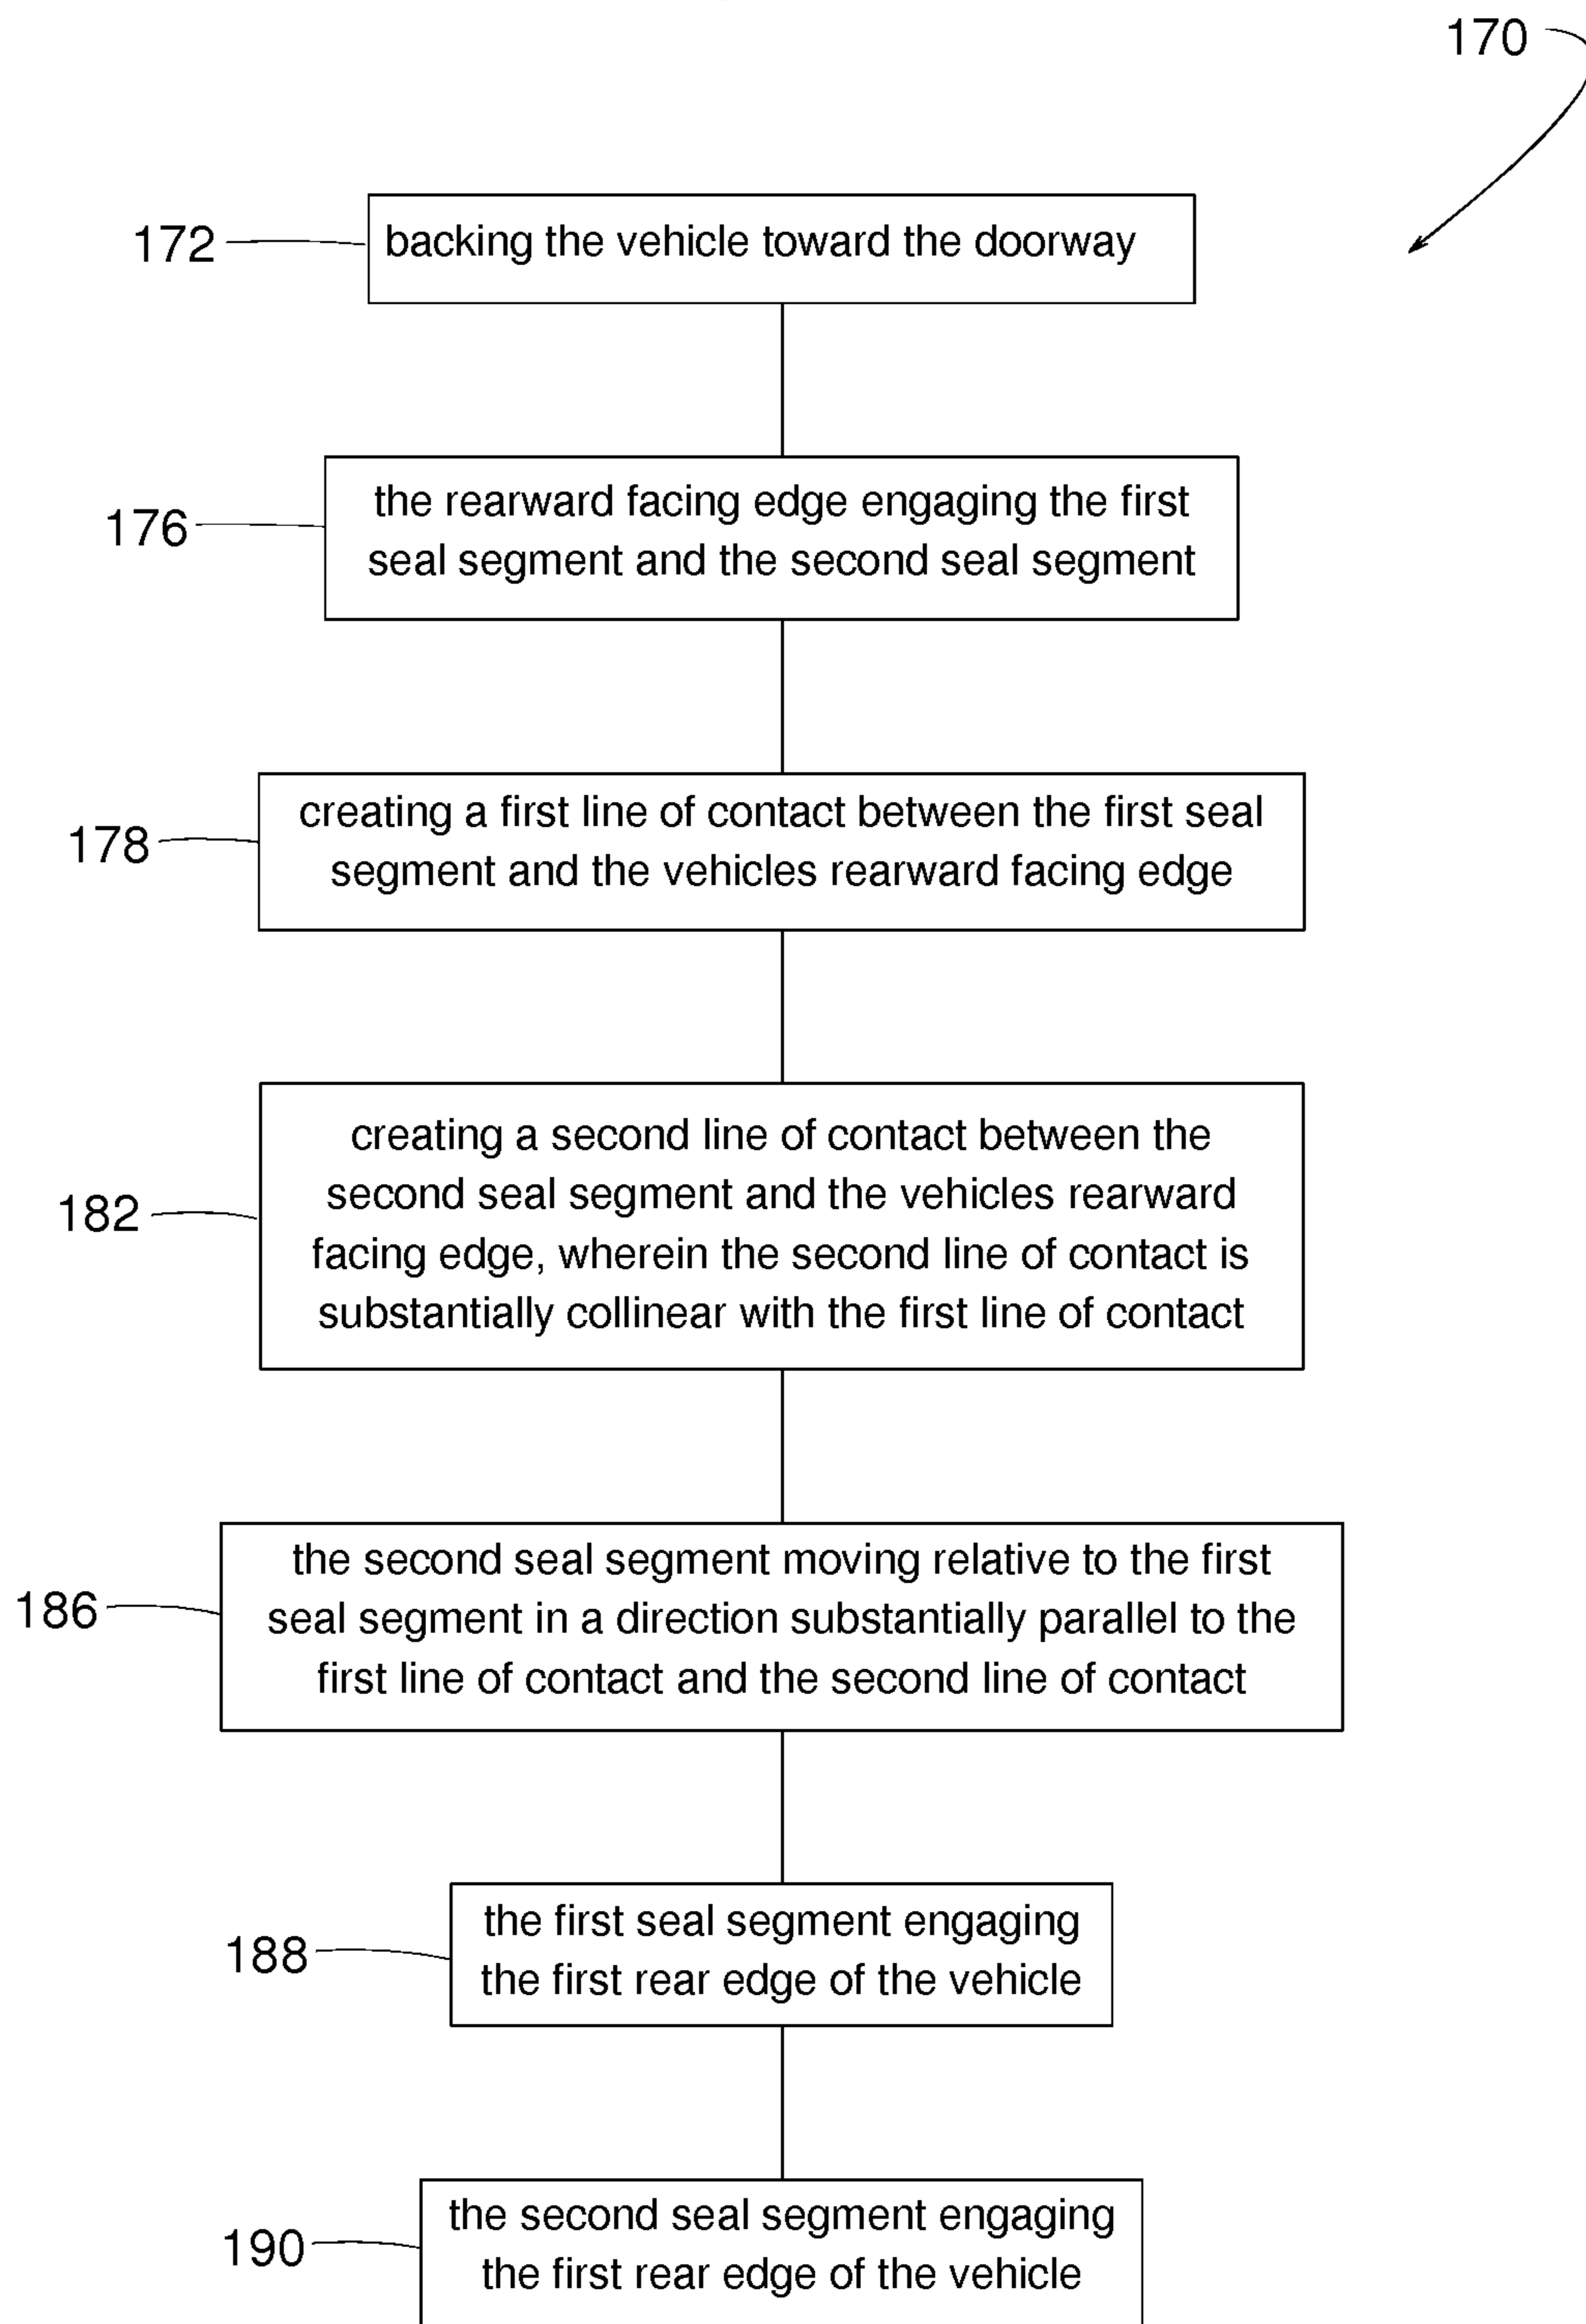 170
172
backing the vehicle toward the doorway
176
the rearward facing edge engaging the first
seal segment and the second seal segment
178
creating a first line of contact between the first seal
segment and the vehicles rearward facing edge
182
creating a second line of contact between the
second seal segment and the vehicles rearward
facing edge, wherein the second line of contact is
substantially collinear with the first line of contact
186
the second seal segment moving relative to the first
seal segment in a direction substantially parallel to the
first line of contact and the second line of contact
188
the first seal segment engaging
the first rear edge of the vehicle
190
the second seal segment engaging
the first rear edge of the vehicle